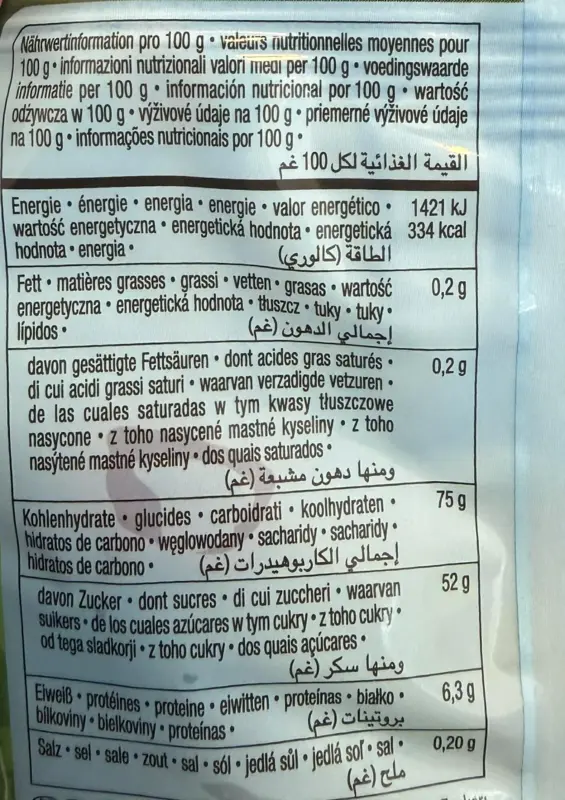 Nährwertinformation pro 100 g • valeurs nutritionnelles moyennes pour
100 g • informazioni nutrizionali valori medi per 100 g • voedingswaarde
informatie per 100 g • información nutricional por 100 g • wartość
odżywcza w 100 g • výživové údaje na 100 g • priemerné výživové údaje
na 100 g • informações nutricionais por 100 g •
القيمة الغذائية لكل 100 غم
Energie • énergie • energia • energie • valor energético • 1421 kJ
wartość energetyczna • energetická hodnota • energetická 334 kcal
hodnota • energia •
الطاقة (كالوري)
Fett • matières grasses • grassi • vetten • grasas • wartość 0,2 g
energetyczna • energetická hodnota • tłuszcz • tuky • tuky •
lípidos •
إجمالي الدهون (غم)
davon gesättigte Fettsäuren • dont acides gras saturés • 0,2 g
di cui acidi grassi saturi • waarvan verzadigde vetzuren •
de las cuales saturadas w tym kwasy tłuszczowe
nasycone • z toho nasycené mastné kyseliny • z toho
nasýtené mastné kyseliny • dos quais saturados •
ومنها دهون مشبعة (غم)
Kohlenhydrate • glucides • carboidrati • koolhydraten • 75 g
hidratos de carbono • węglowodany • sacharidy • sacharidy •
hidratos de carbono •
إجمالي الكاربوهيدرات (غم)
davon Zucker • dont sucres • di cui zuccheri • waarvan 52 g
suikers • de los cuales azúcares w tym cukry • z toho cukry •
od tega sladkorji • z toho cukry • dos quais açúcares •
ومنها سكر (غم)
Eiweiß • protéines • proteine • eiwitten • proteínas • białko • 6,3 g
bílkoviny • bielkoviny • proteínas •
بروتينات (غم)
Salz • sel • sale • zout • sal • sól • jedlá sůl • jedlá soľ • sal • 0,20 g
ملح (غم)